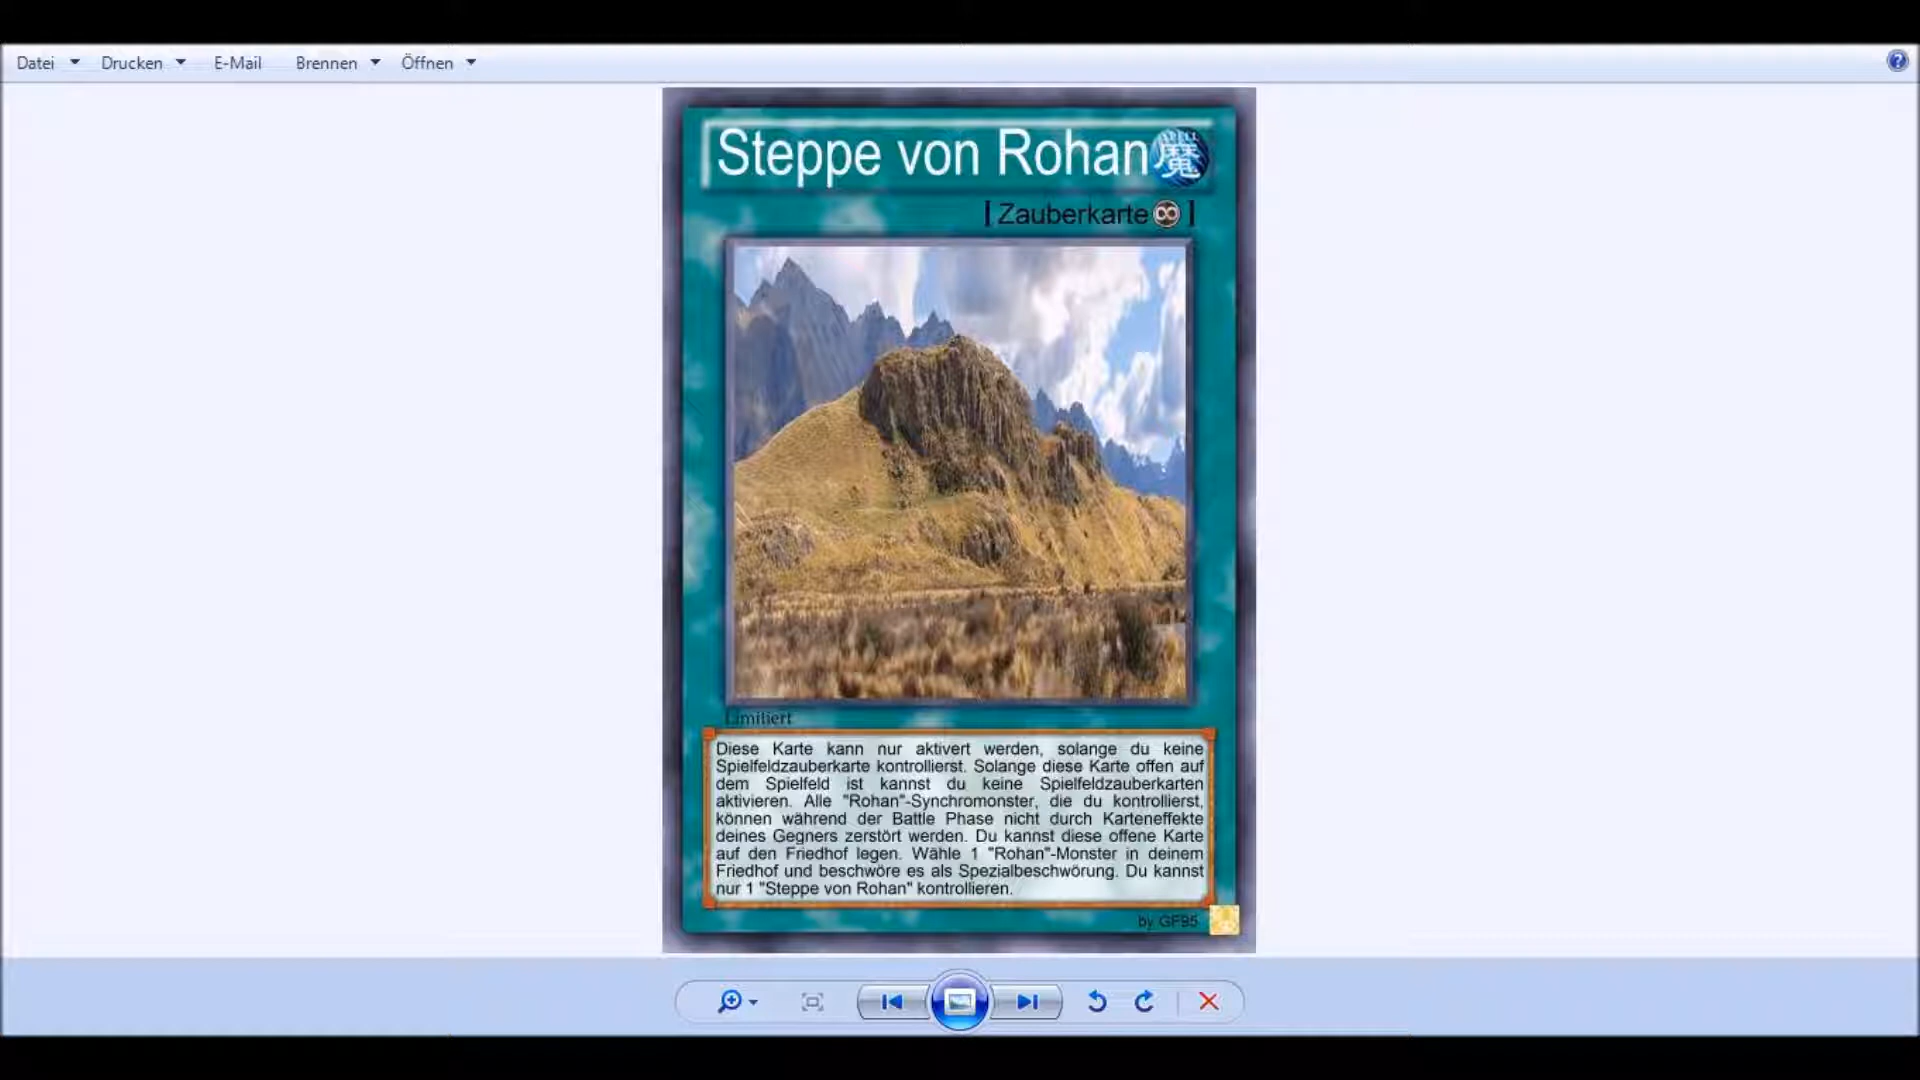 Datei Drucken E-Mail Brennen Öffnen
Steppe von Rohan
SPELL
魔
[ Zauberkarte ]
Limitiert
Diese Karte kann nur aktivert werden, solange du keine
Spielfeldzauberkarte kontrollierst. Solange diese Karte offen auf
dem Spielfeld ist kannst du keine Spielfeldzauberkarten
aktivieren. Alle "Rohan"-Synchromonster, die du kontrollierst,
können während der Battle Phase nicht durch Karteneffekte
deines Gegners zerstört werden. Du kannst diese offene Karte
auf den Friedhof legen. Wähle 1 "Rohan"-Monster in deinem
Friedhof und beschwöre es als Spezialbeschwörung. Du kannst
nur 1 "Steppe von Rohan" kontrollieren.
by GF95